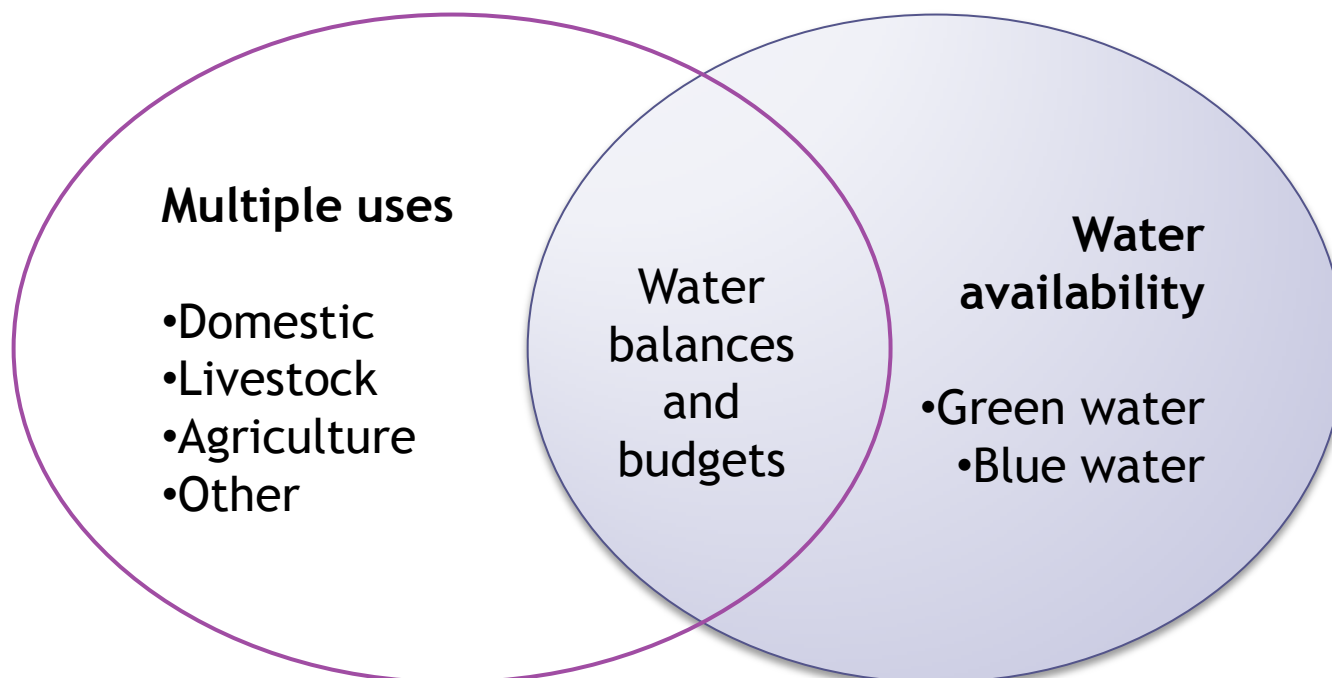 Multiple uses
•Domestic
•Livestock
•Agriculture
•Other
Water
balances
and
budgets
Water
availability
•Green water
•Blue water